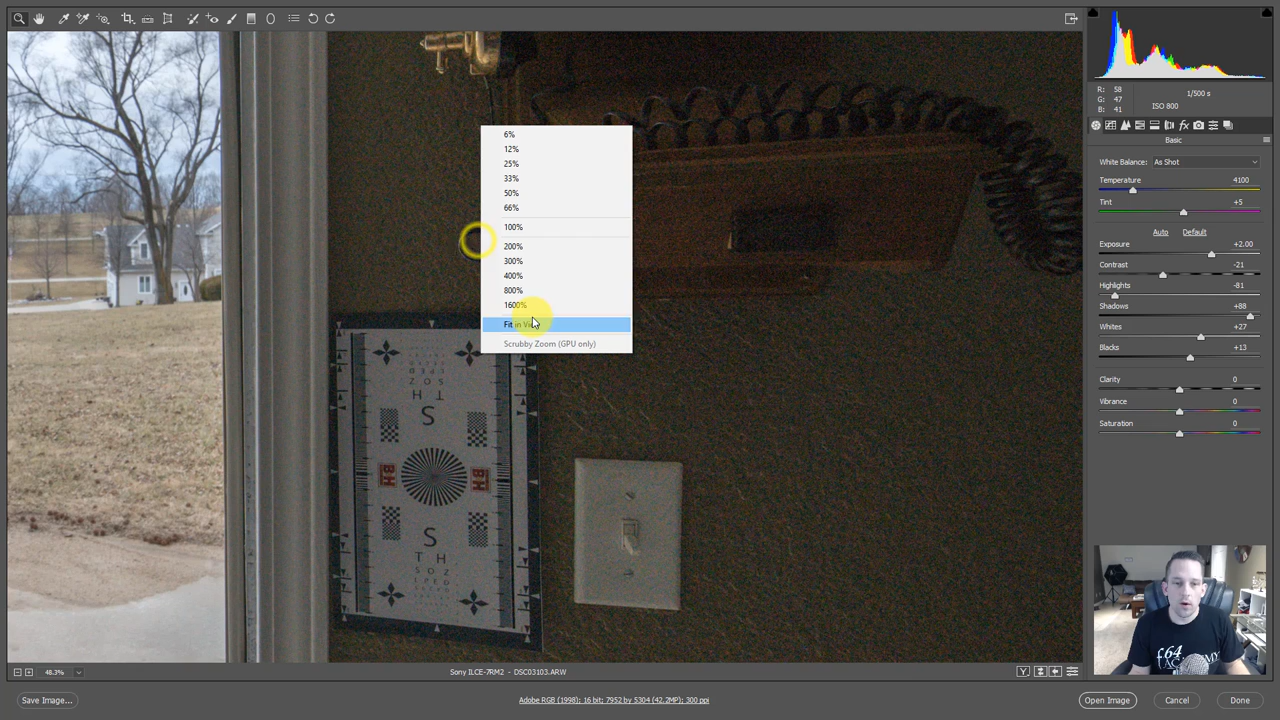 R: 58
G: 47
B: 41
1/500 s
ISO 800
Basic
White Balance: As Shot
Temperature 4100
Tint +5
Auto Default
Exposure +2.00
Contrast -21
Highlights -81
Shadows +88
Whites +27
Blacks +13
Clarity 0
Vibrance 0
Saturation 0
6%
12%
25%
33%
50%
66%
100%
200%
300%
400%
800%
1600%
Fit in View
Scrubby Zoom (GPU only)
H T
S
BH BH
S
T H
S O Z
L P E D
f.64
48.3%
Sony ILCE-7RM2 - DSC03103.ARW
Y
Save Image...
Adobe RGB (1998); 16 bit; 7952 by 5304 (42.2MP); 300 ppi
Open Image
Cancel
Done